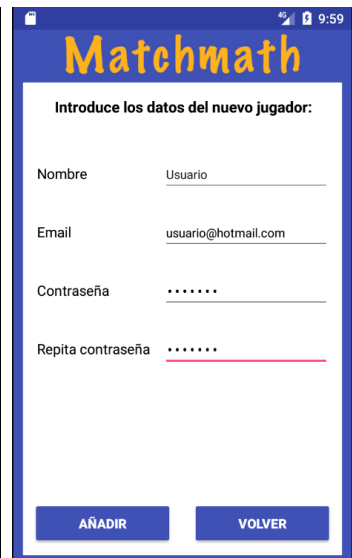 4G 9:59
Matchmath
Introduce los datos del nuevo jugador:
Nombre Usuario
Email usuario@hotmail.com
Contraseña •••••••
Repita contraseña •••••••
AÑADIR VOLVER